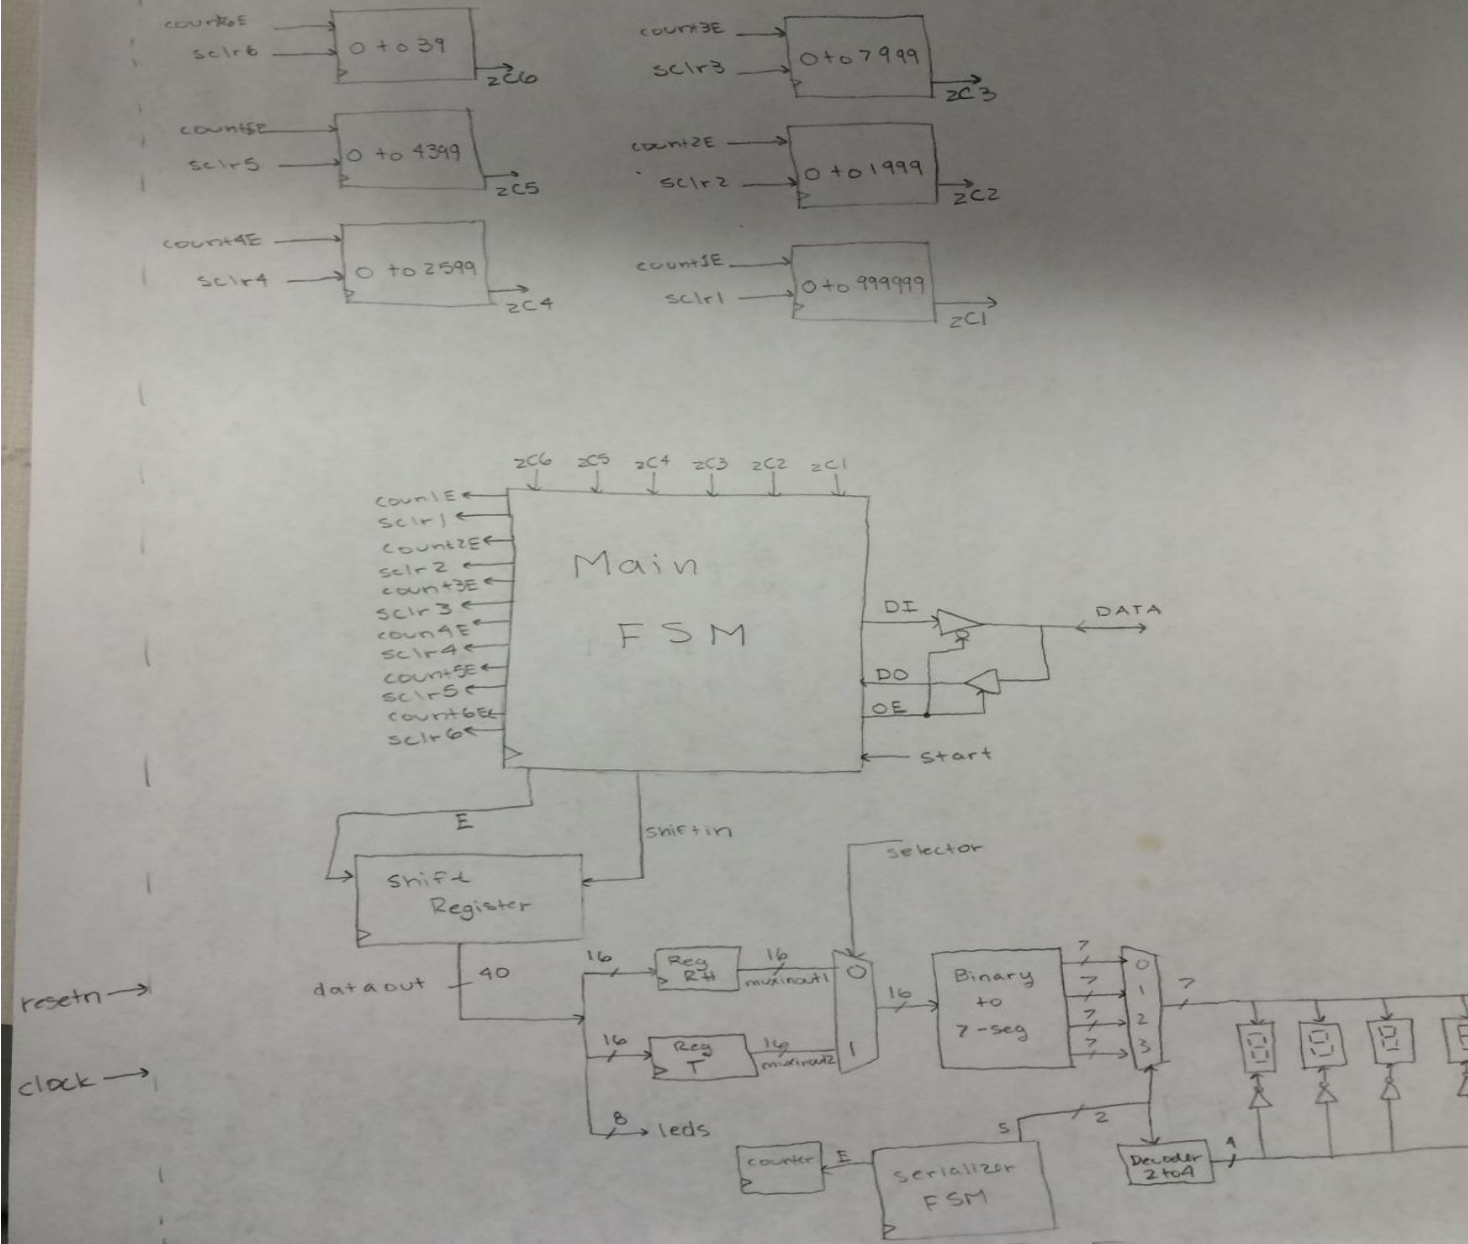 count6E
sclr6
0 to 39
zC6
count3E
sclr3
0 to 7999
zC3
count5E
sclr5
0 to 4399
zC5
count2E
sclr2
0 to 1999
zC2
count4E
sclr4
0 to 2599
zC4
count1E
sclr1
0 to 999999
zC1
zC6 zC5 zC4 zC3 zC2 zC1
coun1E
sclr1
count2E
sclr2
count3E
sclr3
coun4E
sclr4
count5E
sclr5
count6E
sclr6
Main
FSM
DI
DATA
DO
OE
start
E
shiftin
selector
Shift
Register
dataout
40
resetn
clock
16
Reg
RH
16
muxinout1
16
Reg
T
16
muxinout2
0
1
16
Binary
to
7-seg
7
7
7
7
0
1
2
3
7
8
leds
counter
E
serializer
FSM
s
2
Decoder
2to4
4